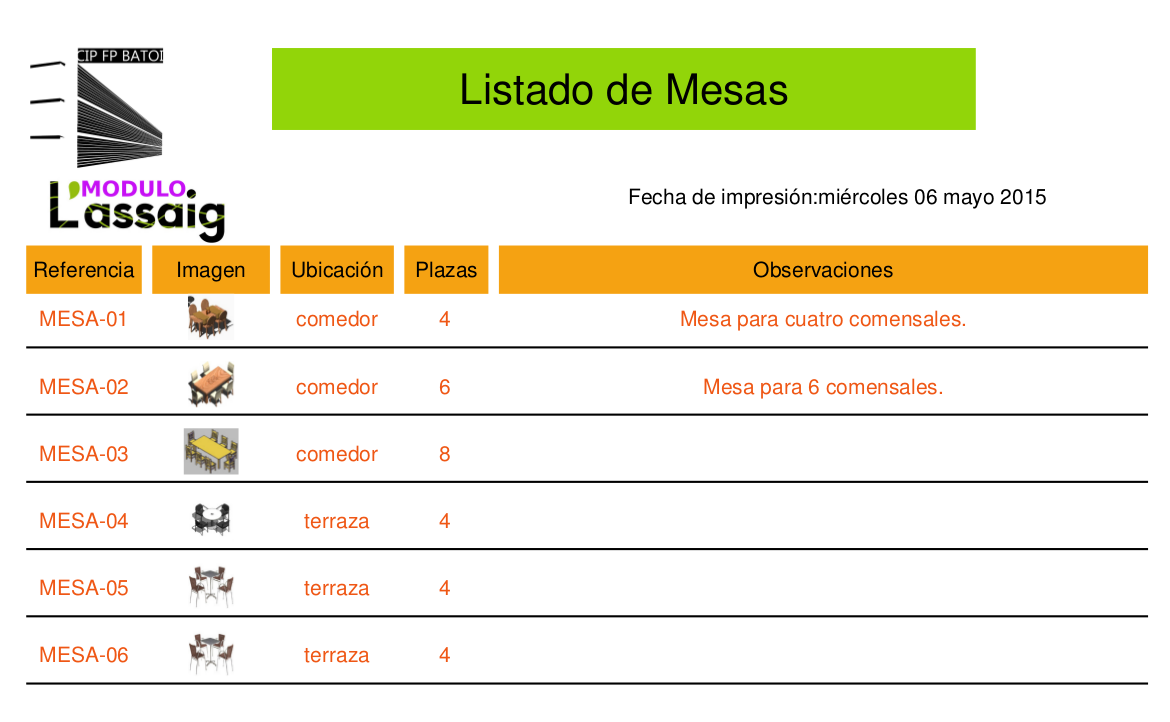 CIP FP BATOI
Listado de Mesas
MODULO
L'assaig
Fecha de impresión:miércoles 06 mayo 2015
Referencia Imagen Ubicación Plazas Observaciones
MESA-01 comedor 4 Mesa para cuatro comensales.
MESA-02 comedor 6 Mesa para 6 comensales.
MESA-03 comedor 8
MESA-04 terraza 4
MESA-05 terraza 4
MESA-06 terraza 4